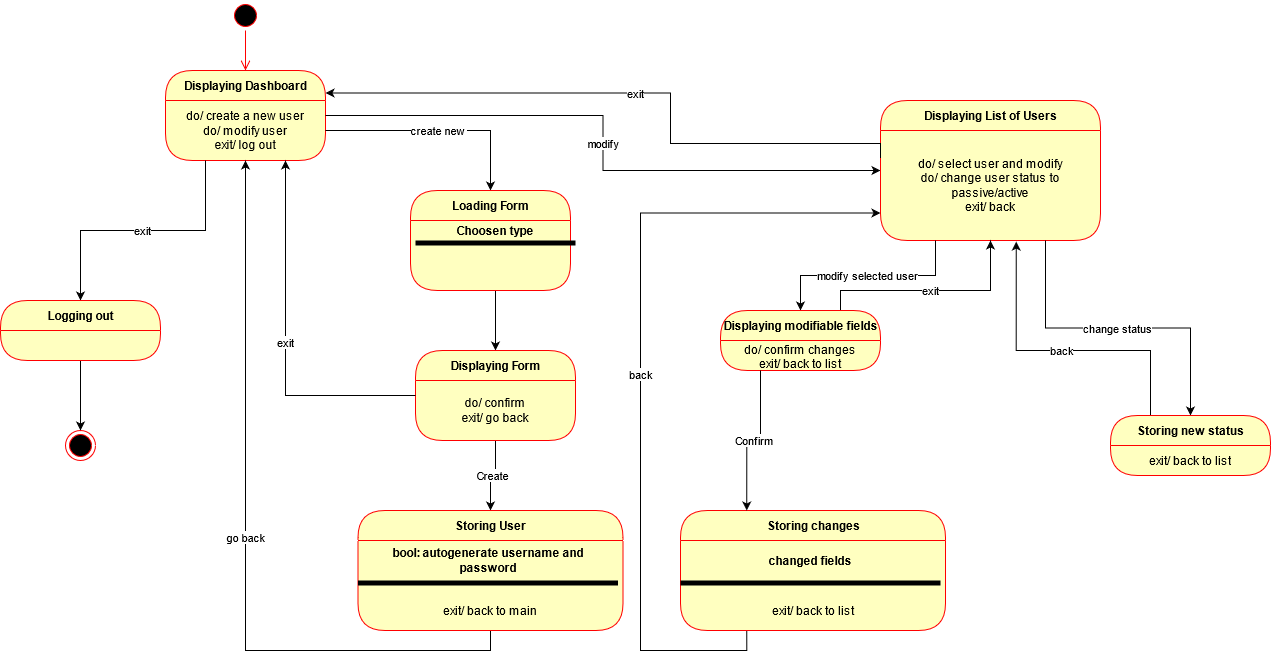 Displaying Dashboard
do/ create a new user
do/ modify user
exit/ log out
exit
Displaying List of Users
do/ select user and modify
do/ change user status to
passive/active
exit/ back
create new
modify
Loading Form
Choosen type
exit
Logging out
modify selected user
exit
Displaying modifiable fields
do/ confirm changes
exit/ back to list
change status
back
exit
Displaying Form
do/ confirm
exit/ go back
back
Storing new status
exit/ back to list
Confirm
Create
Storing User
bool: autogenerate username and
password
exit/ back to main
go back
Storing changes
changed fields
exit/ back to list